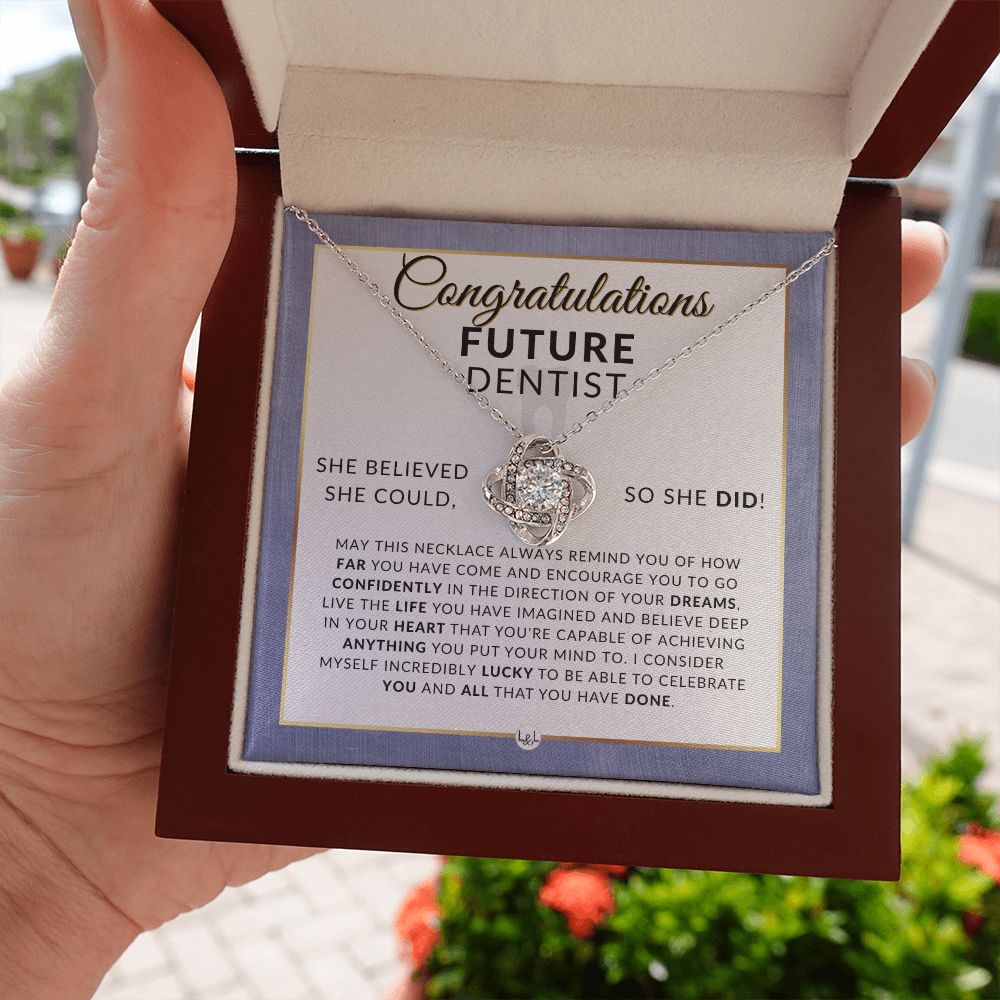 Congratulations
FUTURE
DENTIST
SHE BELIEVED
SHE COULD,
SO SHE DID!
MAY THIS NECKLACE ALWAYS REMIND YOU OF HOW
FAR YOU HAVE COME AND ENCOURAGE YOU TO GO
CONFIDENTLY IN THE DIRECTION OF YOUR DREAMS,
LIVE THE LIFE YOU HAVE IMAGINED AND BELIEVE DEEP
IN YOUR HEART THAT YOU'RE CAPABLE OF ACHIEVING
ANYTHING YOU PUT YOUR MIND TO. I CONSIDER
MYSELF INCREDIBLY LUCKY TO BE ABLE TO CELEBRATE
YOU AND ALL THAT YOU HAVE DONE.
L&L